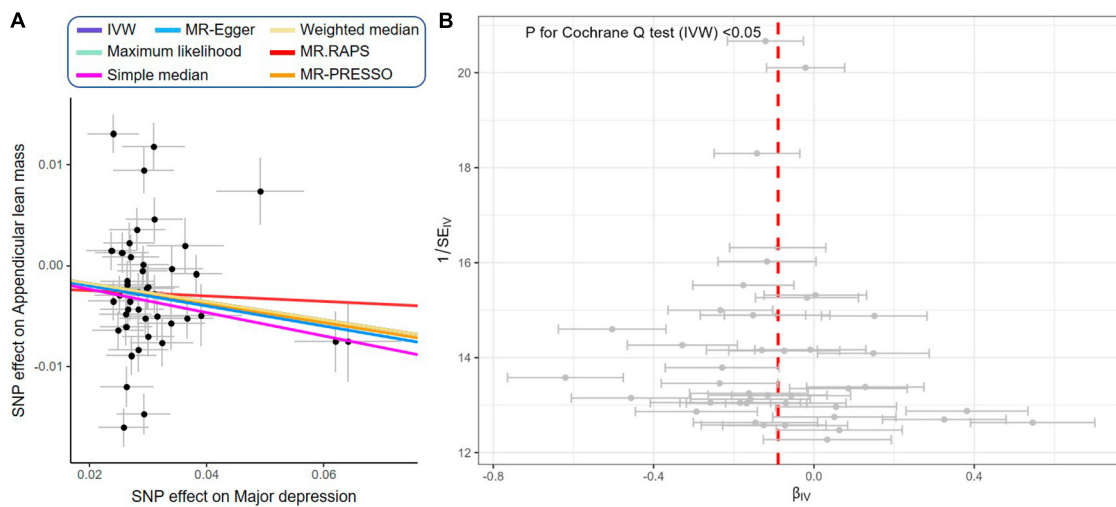 A
IVW MR-Egger Weighted median
Maximum likelihood MR.RAPS
Simple median MR-PRESSO
SNP effect on Appendicular lean mass
0.01
0.00
-0.01
0.02 0.04 0.06
SNP effect on Major depression
B
P for Cochrane Q test (IVW) <0.05
1/SE_IV
20
18
16
14
12
-0.8 -0.4 0.0 0.4
β_IV